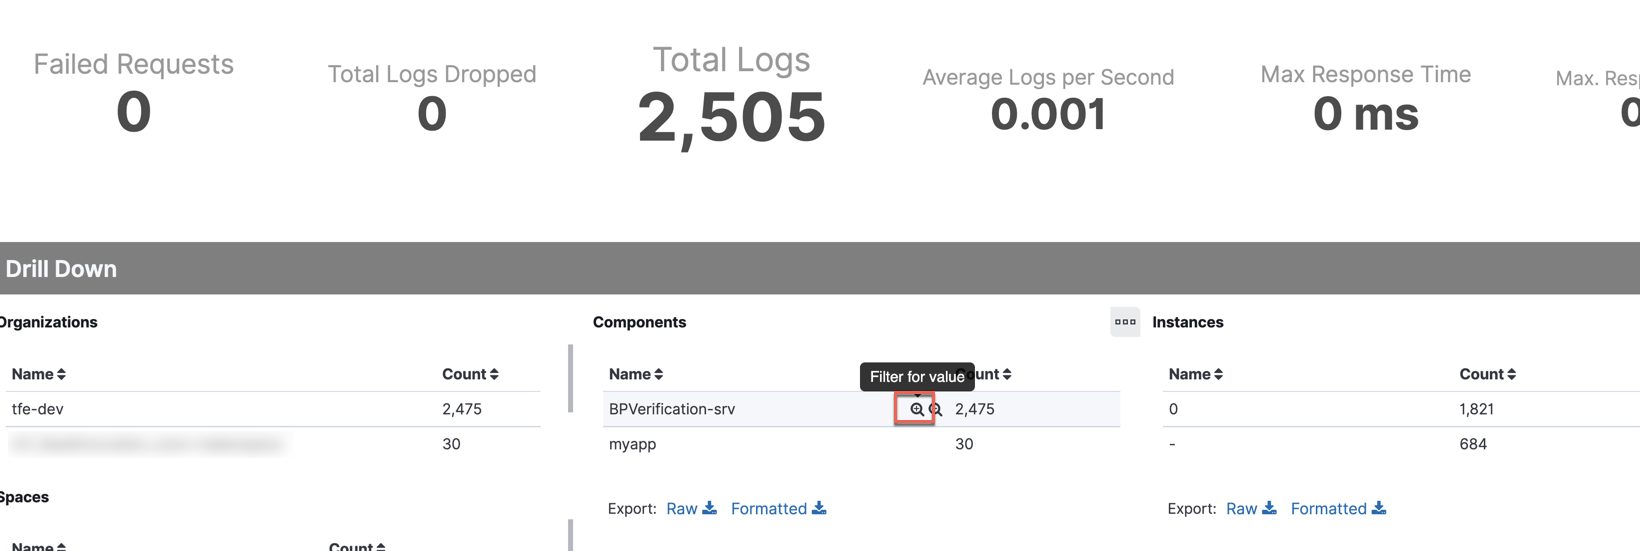 Failed Requests
0
Total Logs Dropped
0
Total Logs
2,505
Average Logs per Second
0.001
Max Response Time
0 ms
Max.
0
Drill Down
Organizations
Name Count
tfe-dev 2,475
30
Spaces
Name Count
Components
Name Count
Filter for value
BPVerification-srv 2,475
myapp 30
Export: Raw Formatted
Instances
Name Count
0 1,821
- 684
Export: Raw Formatted